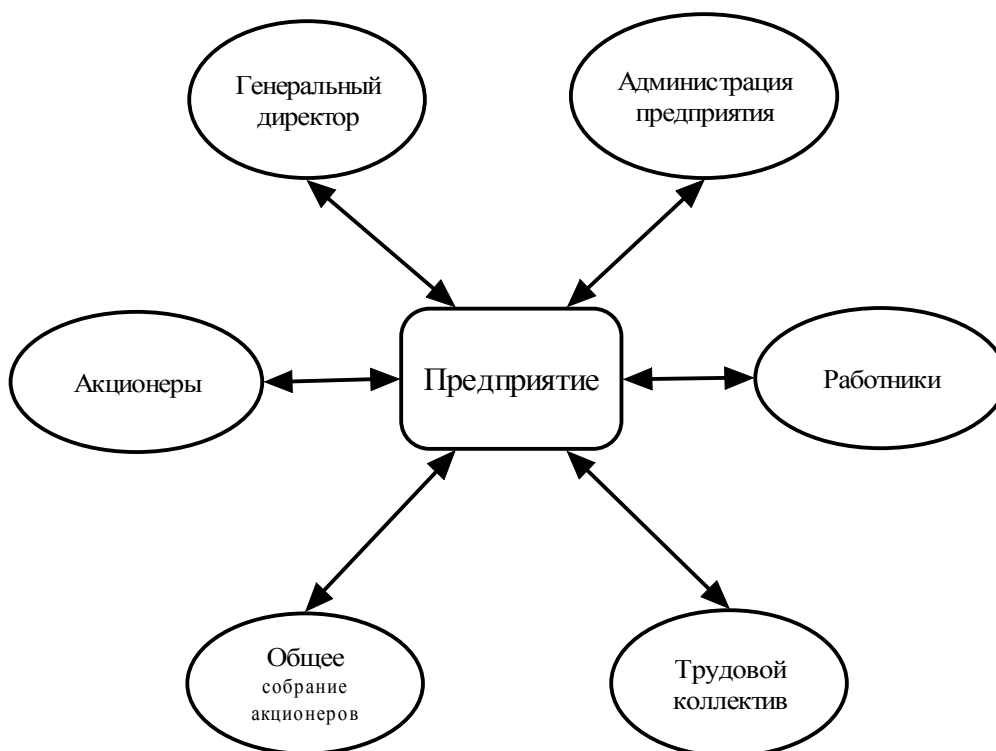 Генеральный
директор
Администрация
предприятия
Акционеры
Предприятие
Работники
Общее
собрание
акционеров
Трудовой
коллектив